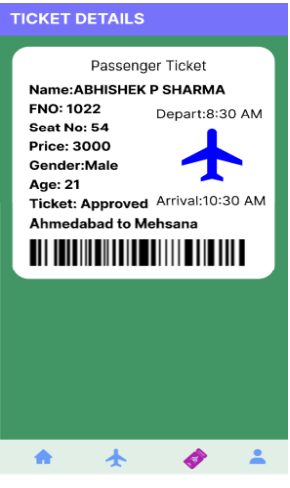 TICKET DETAILS
Passenger Ticket
Name:ABHISHEK P SHARMA
FNO: 1022
Depart:8:30 AM
Seat No: 54
Price: 3000
Gender:Male
Age: 21
Ticket: Approved
Arrival:10:30 AM
Ahmedabad to Mehsana